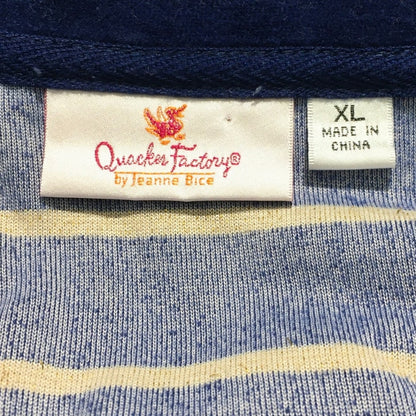 Quacker Factory®
by Jeanne Bice
XL
MADE IN
CHINA